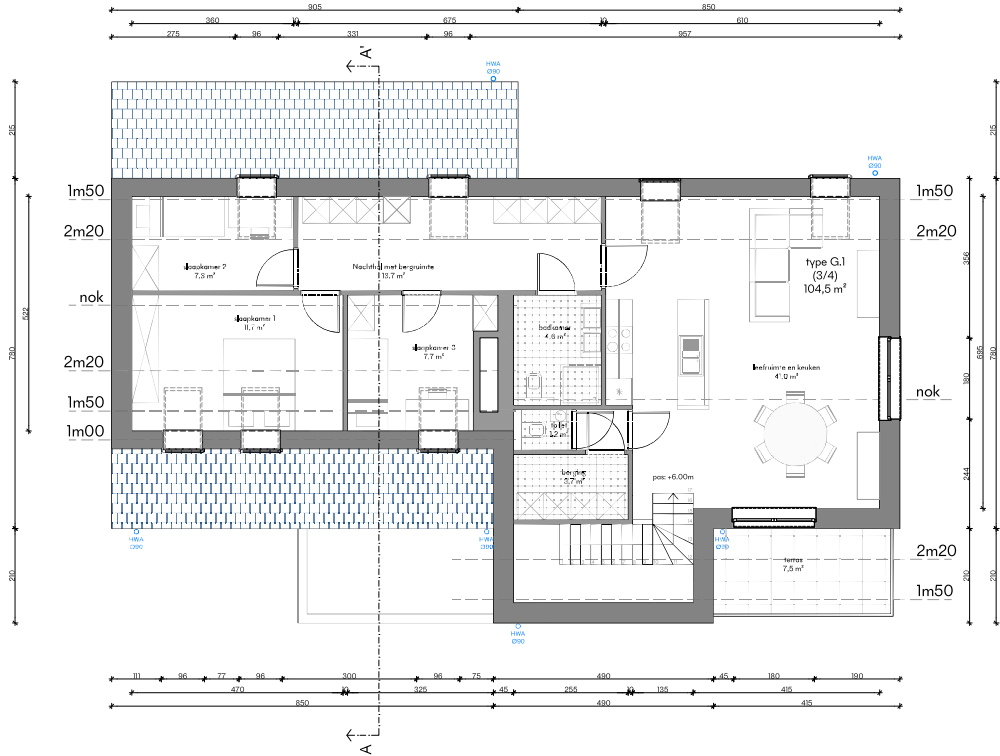 905
850
360
10
675
10
610
275
96
331
96
957
A'
HWA
Ø90
215
215
HWA
Ø90
1m50
1m50
2m20
2m20
slaapkamer 2
7.3 m²
Nachthal met bergruimte
13.7 m²
type G.1
(3/4)
104,5 m²
356
nok
522
780
slaapkamer 1
11,7 m²
slaapkamer 3
7.7 m²
badkamer
4.6 m²
leefruimte en keuken
41.0 m²
180
695
780
2m20
nok
1m50
1m00
toilet
berging
3,7 m²
pos: +6.00m
244
HWA
HWA
HWA
Ø90
2m20
terras
7,5 m²
210
210
210
1m50
HWA
Ø90
111
96
77
96
300
96
75
490
45
180
190
470
10
325
45
255
10
135
415
850
490
415
A